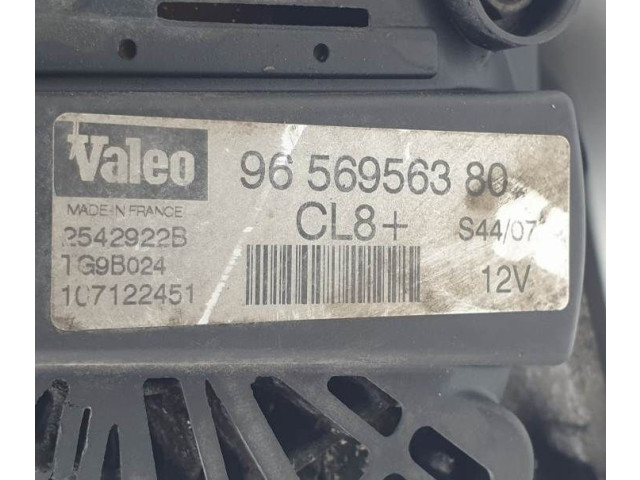 Valeo
96 569563 80
MADE IN FRANCE
CL8+
S44/07
2542922B
TG9B024
12V
107122451